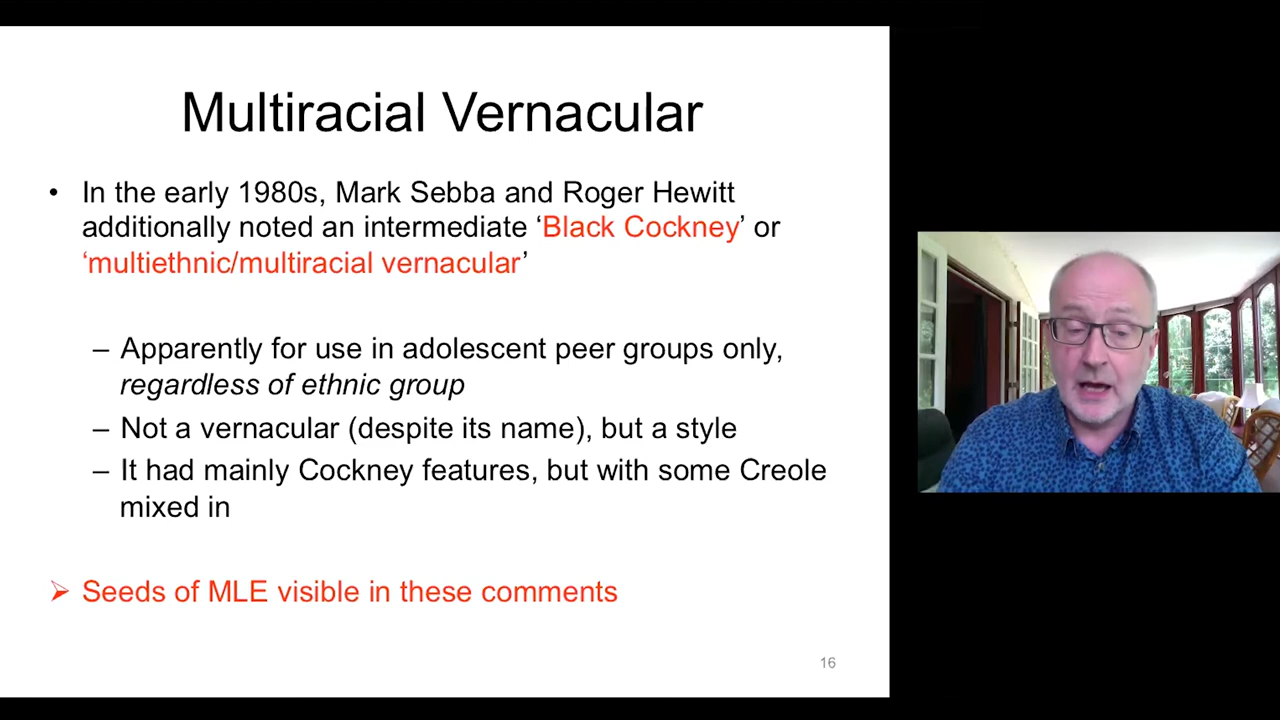 Multiracial Vernacular
• In the early 1980s, Mark Sebba and Roger Hewitt
additionally noted an intermediate ‘Black Cockney’ or
‘multiethnic/multiracial vernacular’
– Apparently for use in adolescent peer groups only,
regardless of ethnic group
– Not a vernacular (despite its name), but a style
– It had mainly Cockney features, but with some Creole
mixed in
➢ Seeds of MLE visible in these comments
16